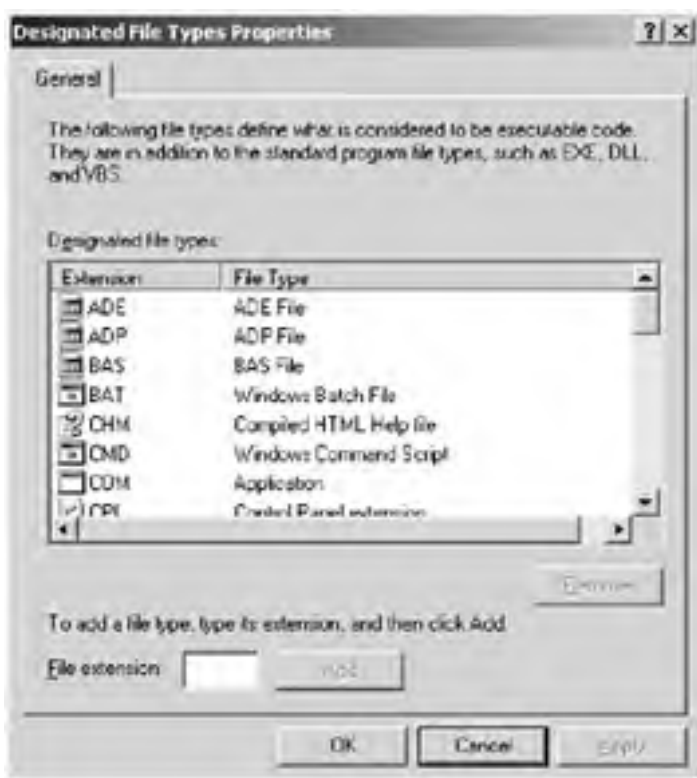 Designated File Types Properties
General
The following file types define what is considered to be executable code.
They are in addition to the standard program file types, such as EXE, DLL,
and VBS.
Designated file types:
Extension File Type
ADE ADE File
ADP ADP File
BAS BAS File
BAT Windows Batch File
CHM Compiled HTML Help file
CMD Windows Command Script
COM Application
CPL Control Panel extension
Remove
To add a file type, type its extension, and then click Add.
File extension:
Add
OK Cancel Apply